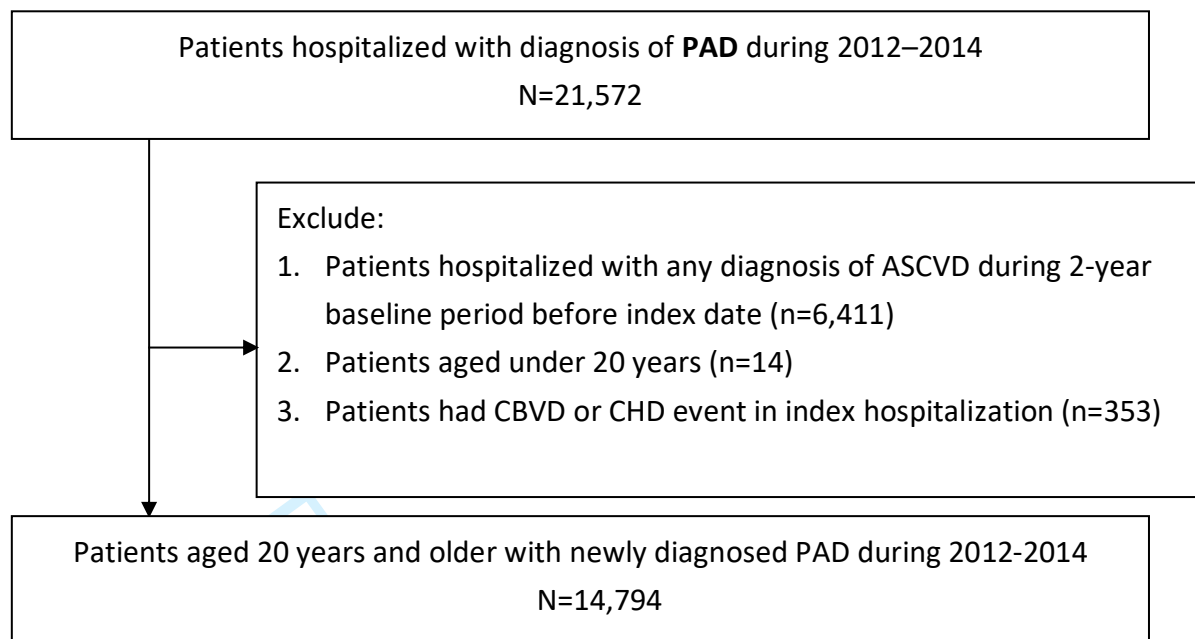 Patients hospitalized with diagnosis of PAD during 2012–2014
N=21,572
Exclude:
1. Patients hospitalized with any diagnosis of ASCVD during 2-year
baseline period before index date (n=6,411)
2. Patients aged under 20 years (n=14)
3. Patients had CBVD or CHD event in index hospitalization (n=353)
Patients aged 20 years and older with newly diagnosed PAD during 2012-2014
N=14,794